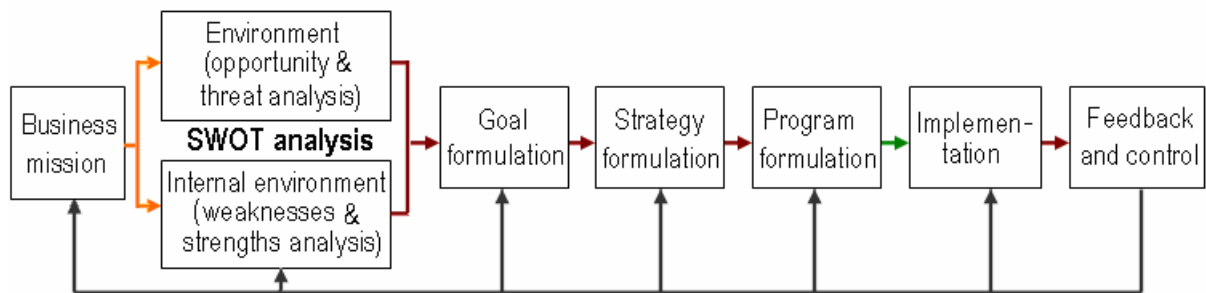 Business
mission
Environment
(opportunity &
threat analysis)
SWOT analysis
Internal environment
(weaknesses &
strengths analysis)
Goal
formulation
Strategy
formulation
Program
formulation
Implemen-
tation
Feedback
and control